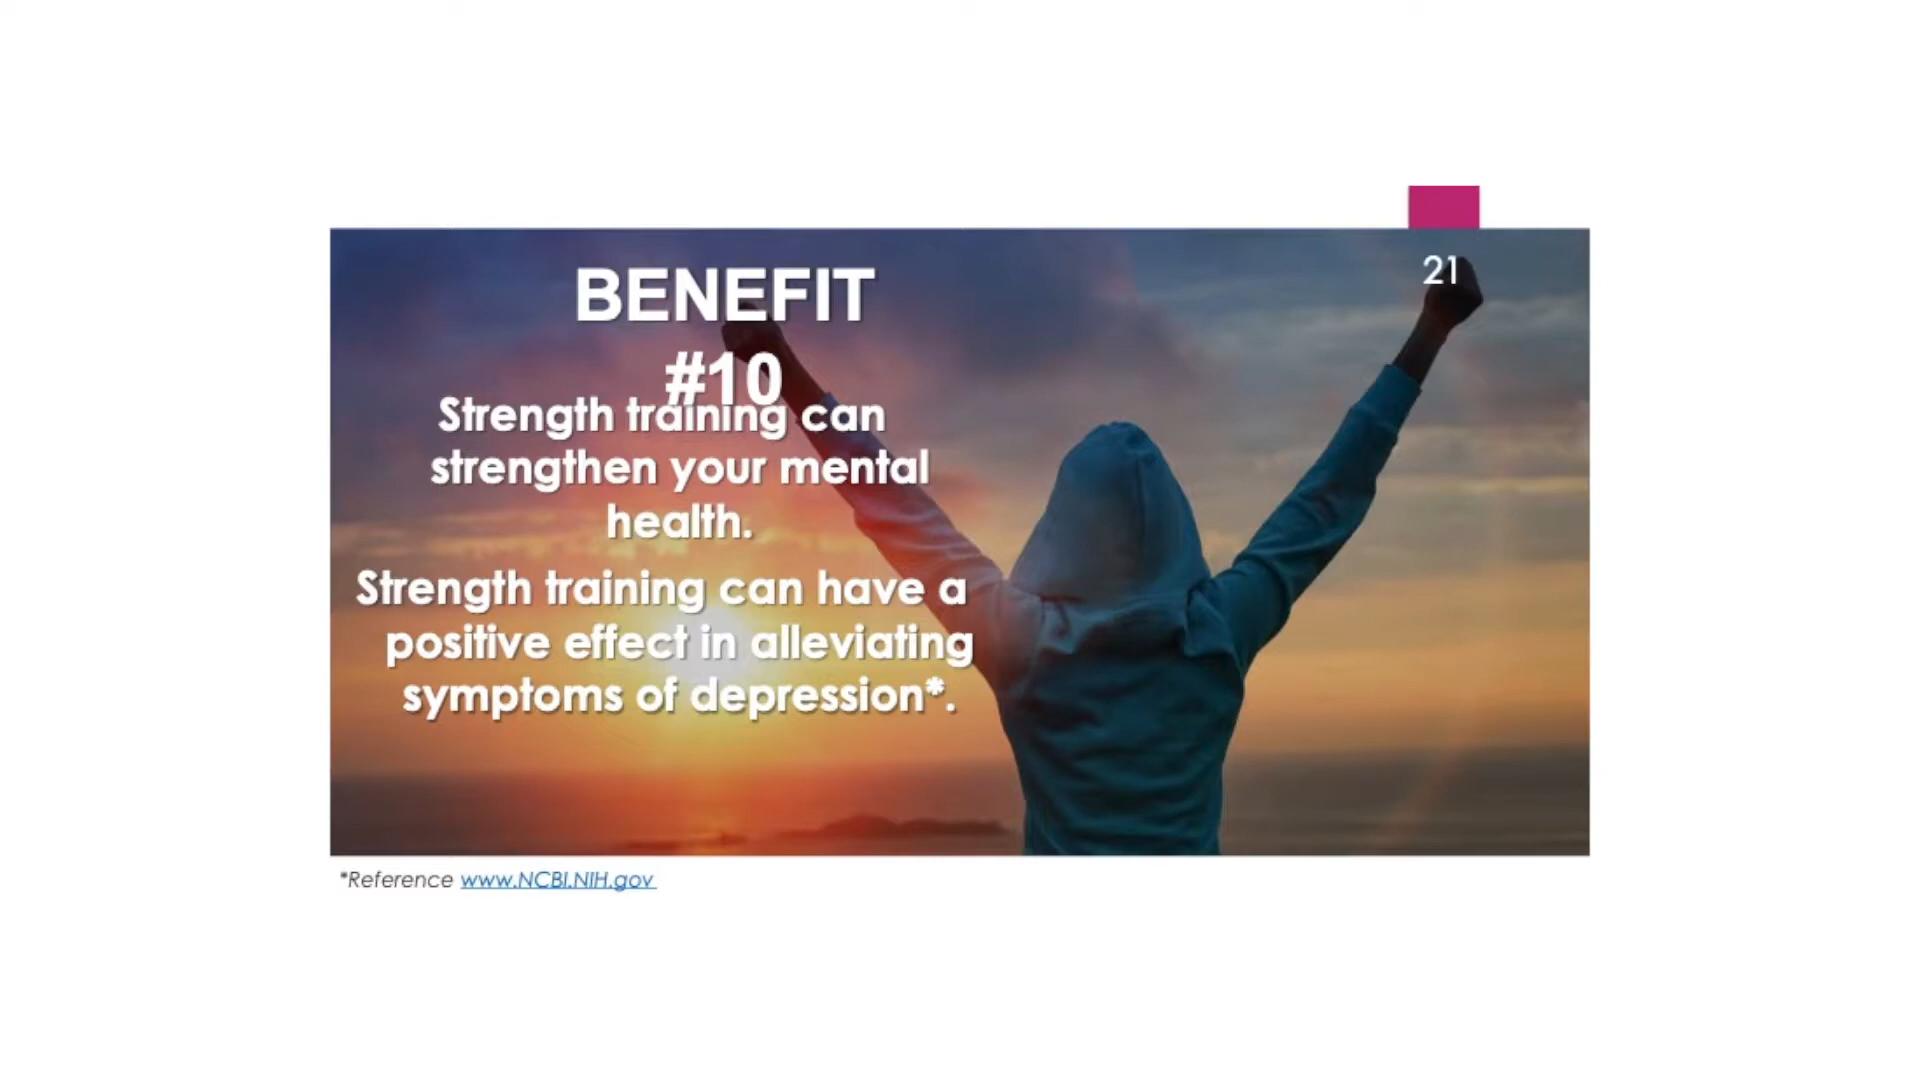 21
BENEFIT
#10
Strength training can
strengthen your mental
health.
Strength training can have a
positive effect in alleviating
symptoms of depression*.
*Reference www.NCBI.NIH.gov